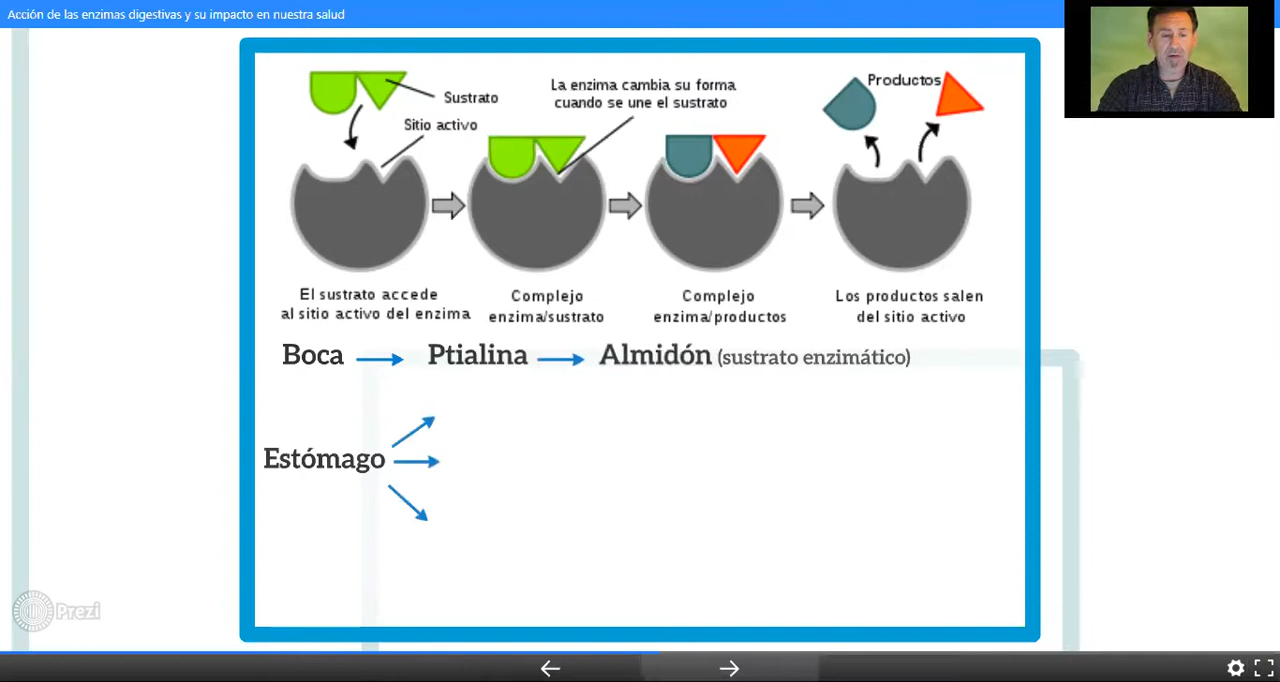 Acción de las enzimas digestivas y su impacto en nuestra salud
Sustrato
Sitio activo
La enzima cambia su forma
cuando se une el sustrato
Productos
El sustrato accede
al sitio activo del enzima
Complejo
enzima/sustrato
Complejo
enzima/productos
Los productos salen
del sitio activo
Boca Ptialina Almidón (sustrato enzimático)
Estómago
Prezi